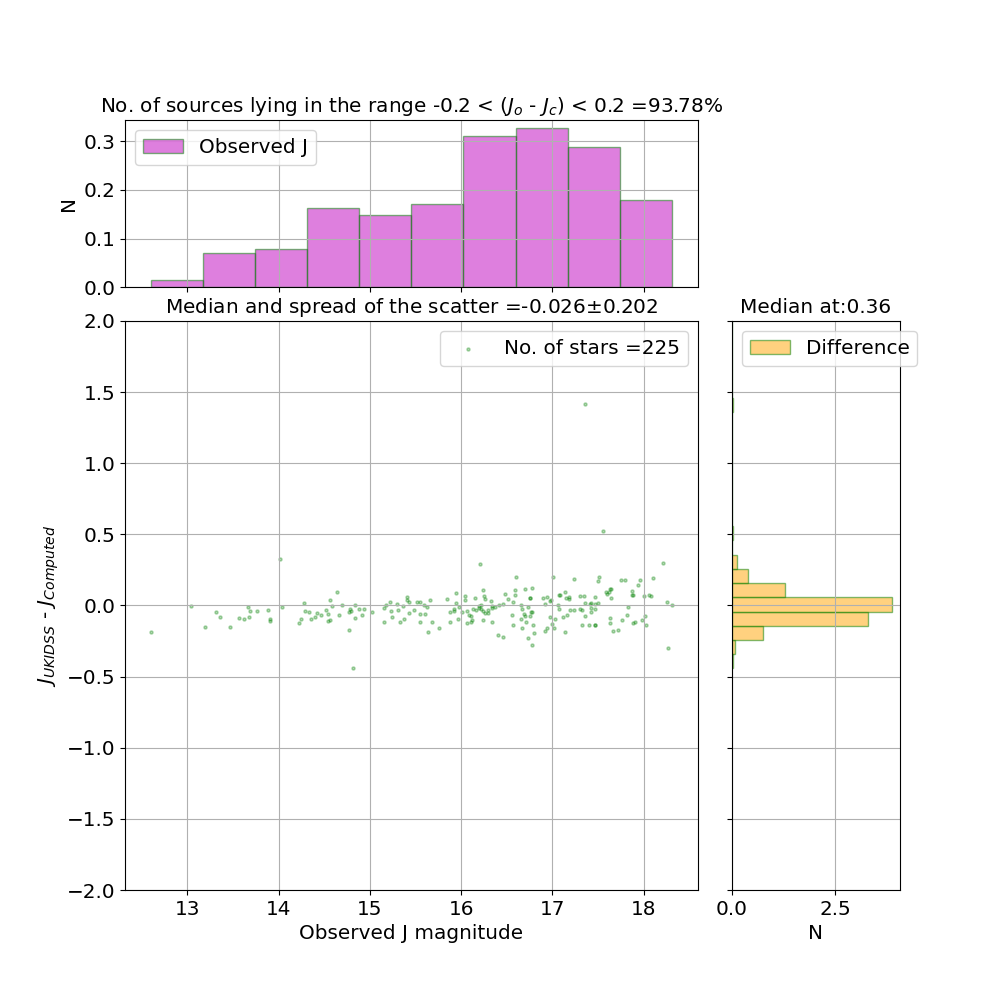 No. of sources lying in the range -0.2 < (J_o - J_c) < 0.2 =93.78%
0.3
0.2
0.1
0.0
N
Observed J
Median and spread of the scatter =-0.026±0.202
Median at:0.36
No. of stars =225
Difference
2.0
1.5
1.0
0.5
0.0
−0.5
−1.0
−1.5
−2.0
J_UKIDSS - J_Computed
13 14 15 16 17 18
Observed J magnitude
0.0 2.5
N